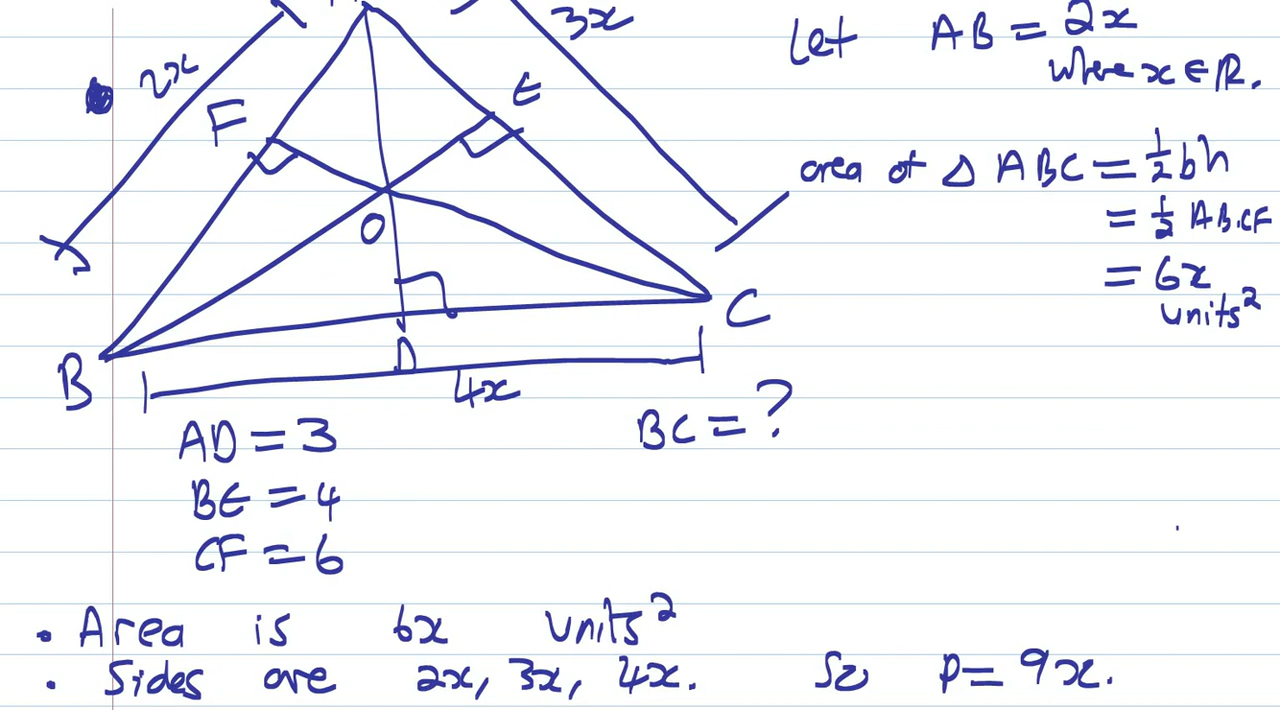 3x
2x
F
E
O
B
C
D
4x
Let AB = 2x
where x ∈ ℝ.
area of △ ABC = ½bh
= ½ AB.CF
= 6x
units²
AD = 3
BE = 4
CF = 6
BC = ?
• Area is 6x units²
• Sides are 2x, 3x, 4x. So p = 9x.